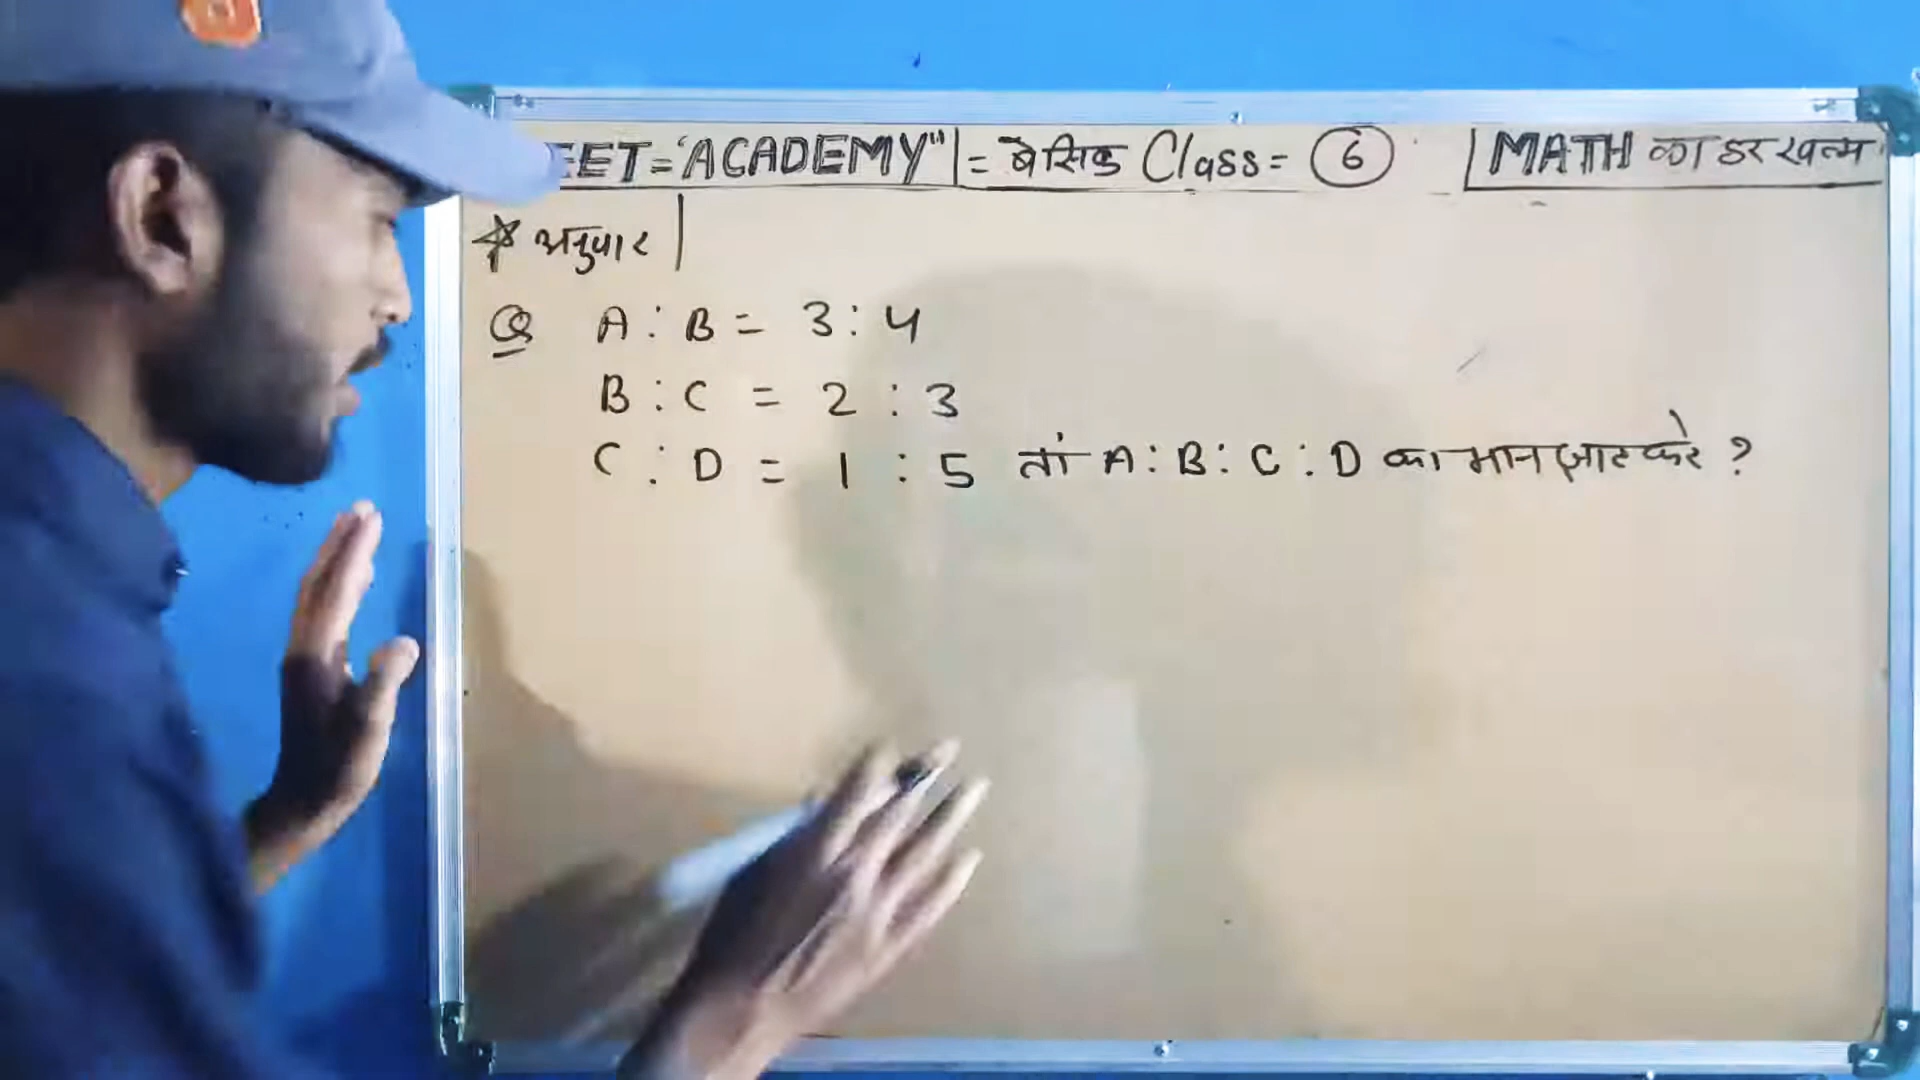 EET = "ACADEMY" = बेसिक Class = 6 MATH का डर खत्म
अनुपात
Q A : B = 3 : 4
B : C = 2 : 3
C : D = 1 : 5 तो A : B : C : D का मान ज्ञात करे ?